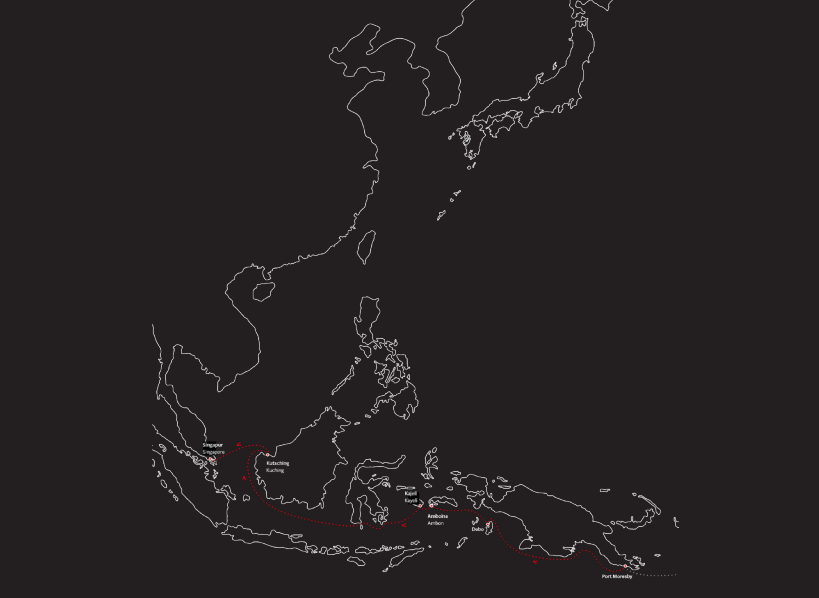 Singapur
Singapore
Kutsching
Kuching
Kajeli
Kayeli
Amboina
Ambon
Dobo
Port Moresby